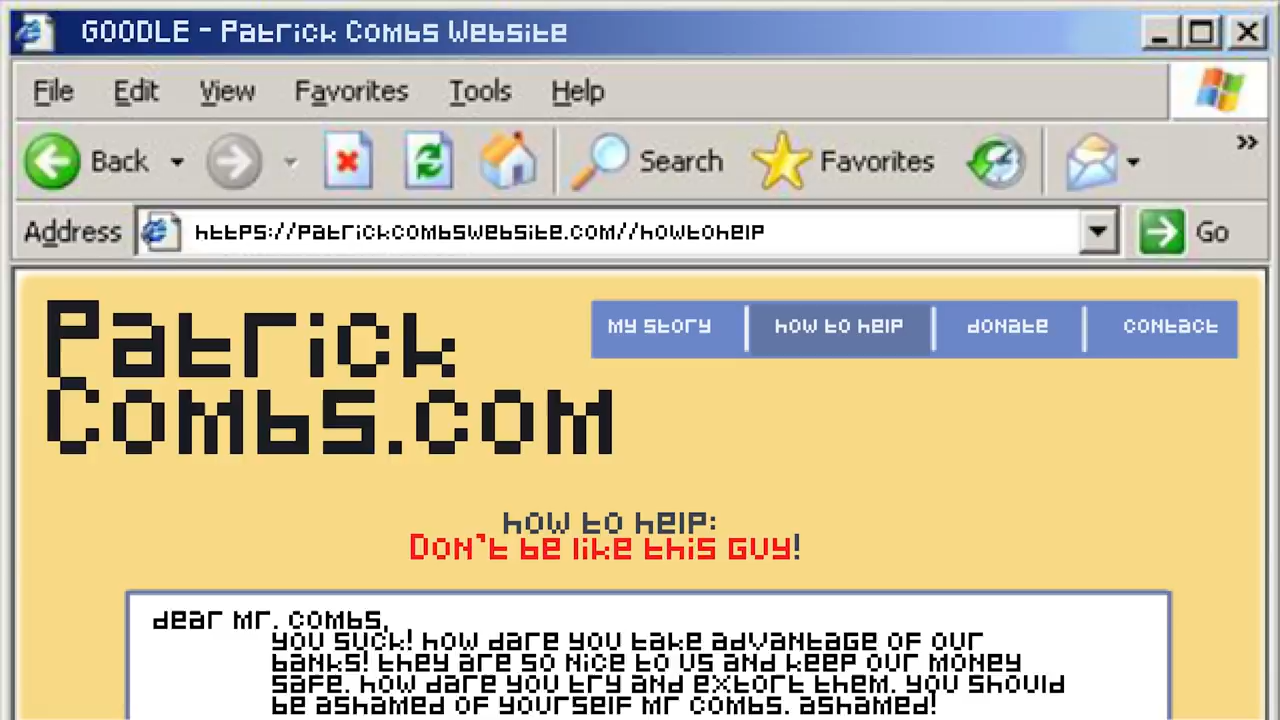 GOODLE - Patrick Combs Website
File Edit View Favorites Tools Help
Back Search Favorites »
Address https://patrickcombswebsite.com//howtohelp Go
my story how to help donate contact
Patrick
Combs.com
how to help:
Don't be like this guy!
dear mr. combs,
you suck! how dare you take advantage of our
banks! they are so nice to us and keep our money
safe. how dare you try and extort them. you should
be ashamed of yourself mr combs. ashamed!